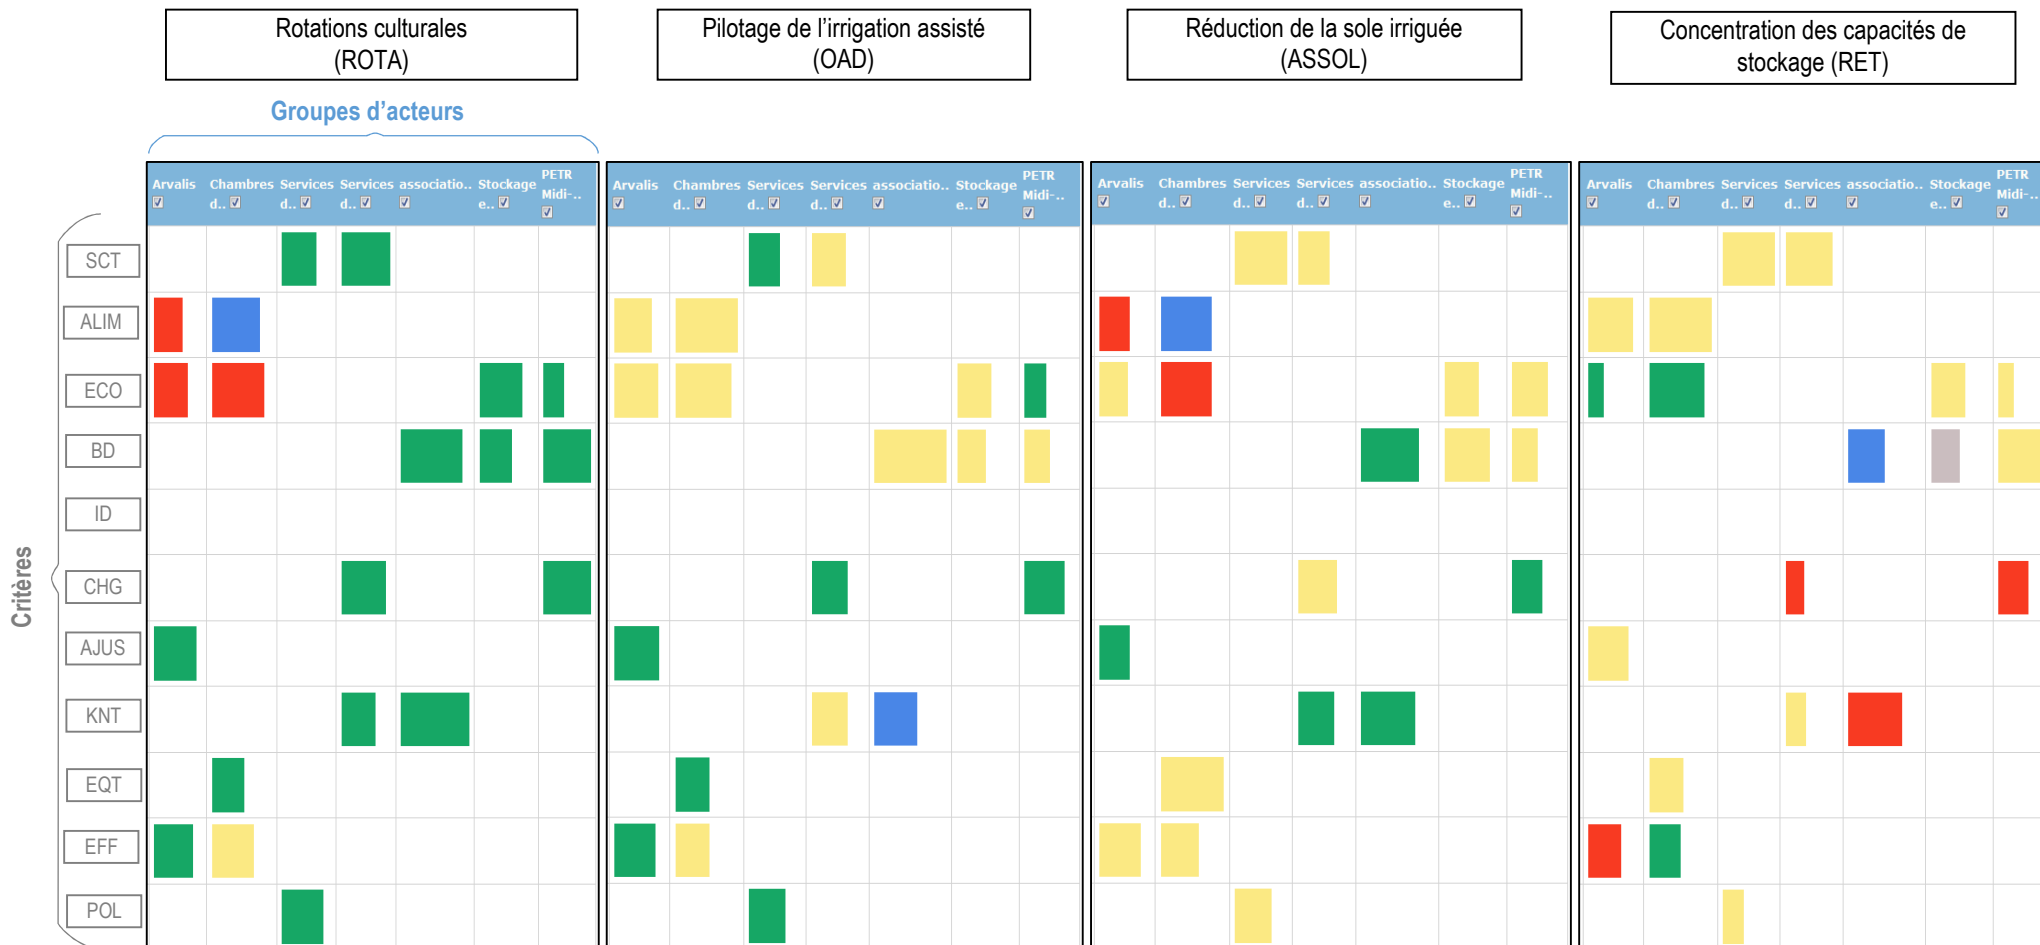 Rotations culturales
(ROTA)
Pilotage de l'irrigation assisté
(OAD)
Réduction de la sole irriguée
(ASSOL)
Concentration des capacités de
stockage (RET)
Groupes d'acteurs
Arvalis Chambres d.. Services d.. Services d.. associatio.. Stockage e.. PETR Midi-..
Arvalis Chambres d.. Services d.. Services d.. associatio.. Stockage e.. PETR Midi-..
Arvalis Chambres d.. Services d.. Services d.. associatio.. Stockage e.. PETR Midi-..
Arvalis Chambres d.. Services d.. Services d.. associatio.. Stockage e.. PETR Midi-..
Critères
SCT
ALIM
ECO
BD
ID
CHG
AJUS
KNT
EQT
EFF
POL